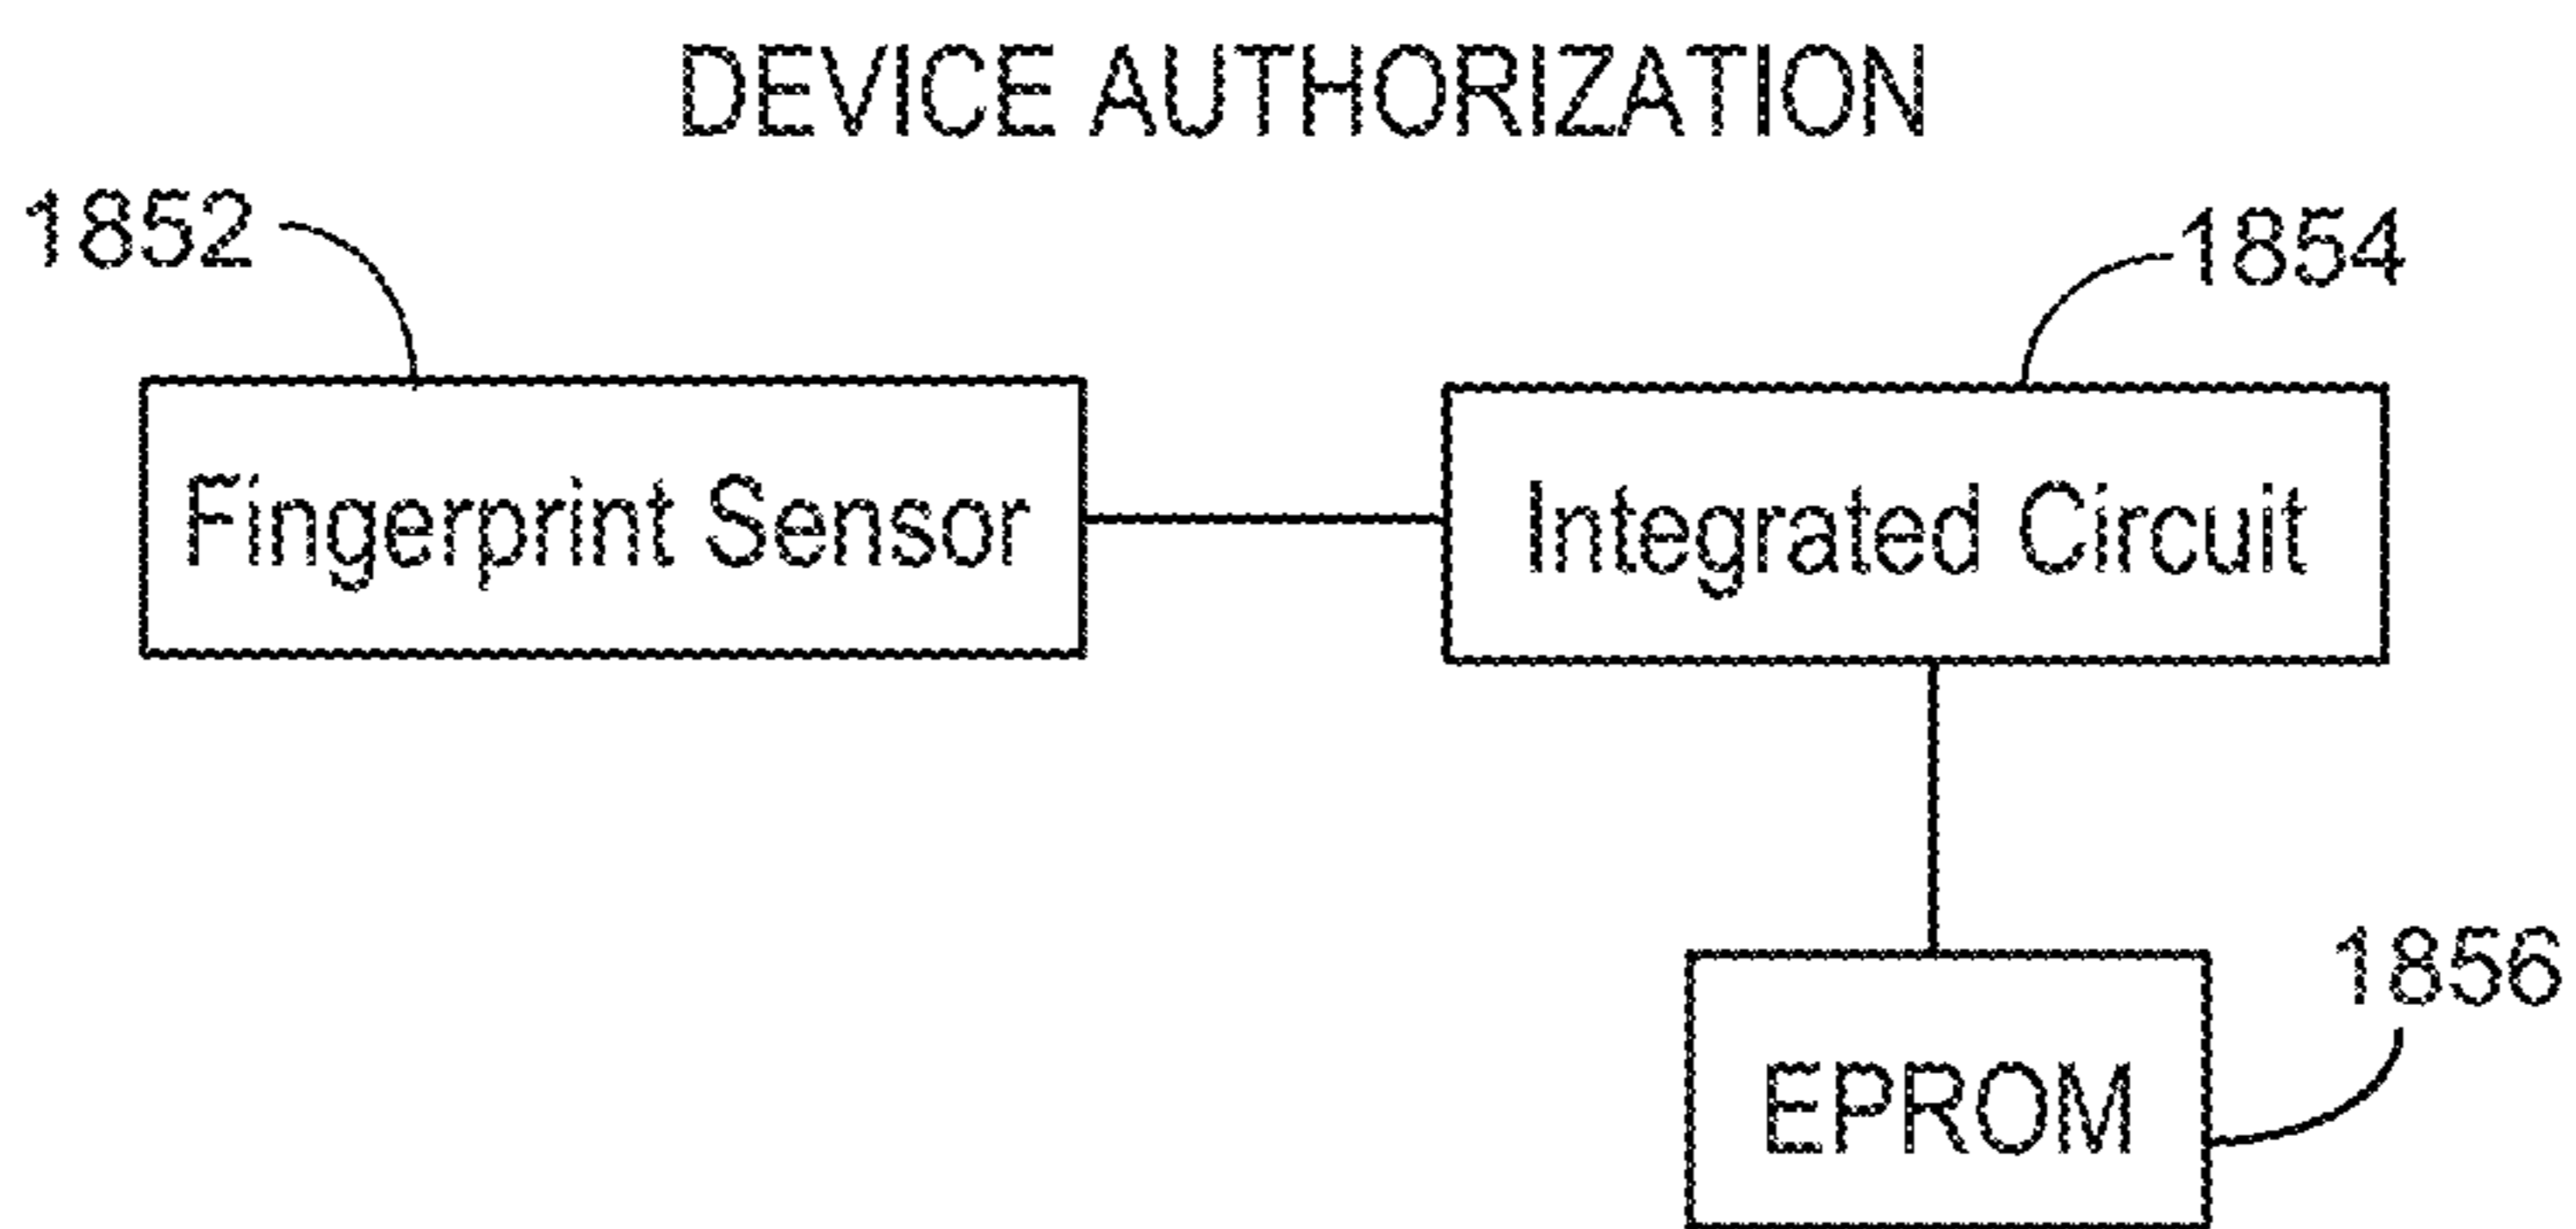 DEVICE AUTHORIZATION
1852
1854
Fingerprint Sensor
Integrated Circuit
1856
EPROM